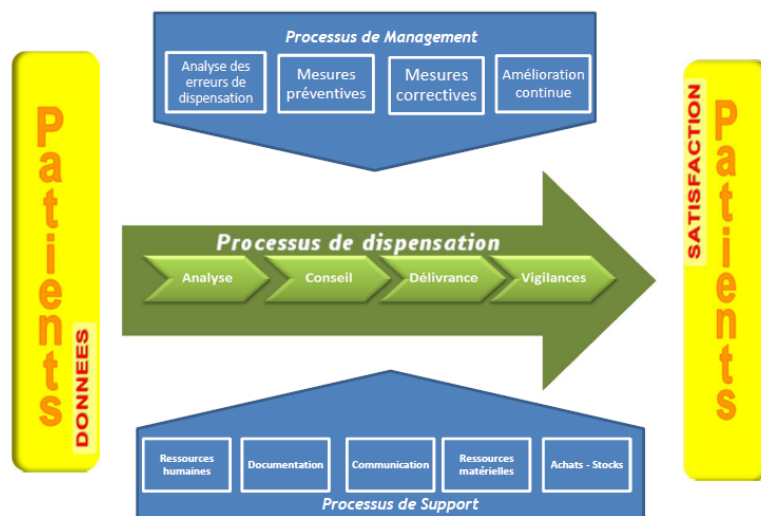 Patients
DONNEES
Processus de Management
Analyse des
erreurs de
dispensation
Mesures
préventives
Mesures
correctives
Amélioration
continue
Processus de dispensation
Analyse
Conseil
Délivrance
Vigilances
Ressources
humaines
Documentation
Communication
Ressources
matérielles
Achats - Stocks
Processus de Support
SATISFACTION
Patients